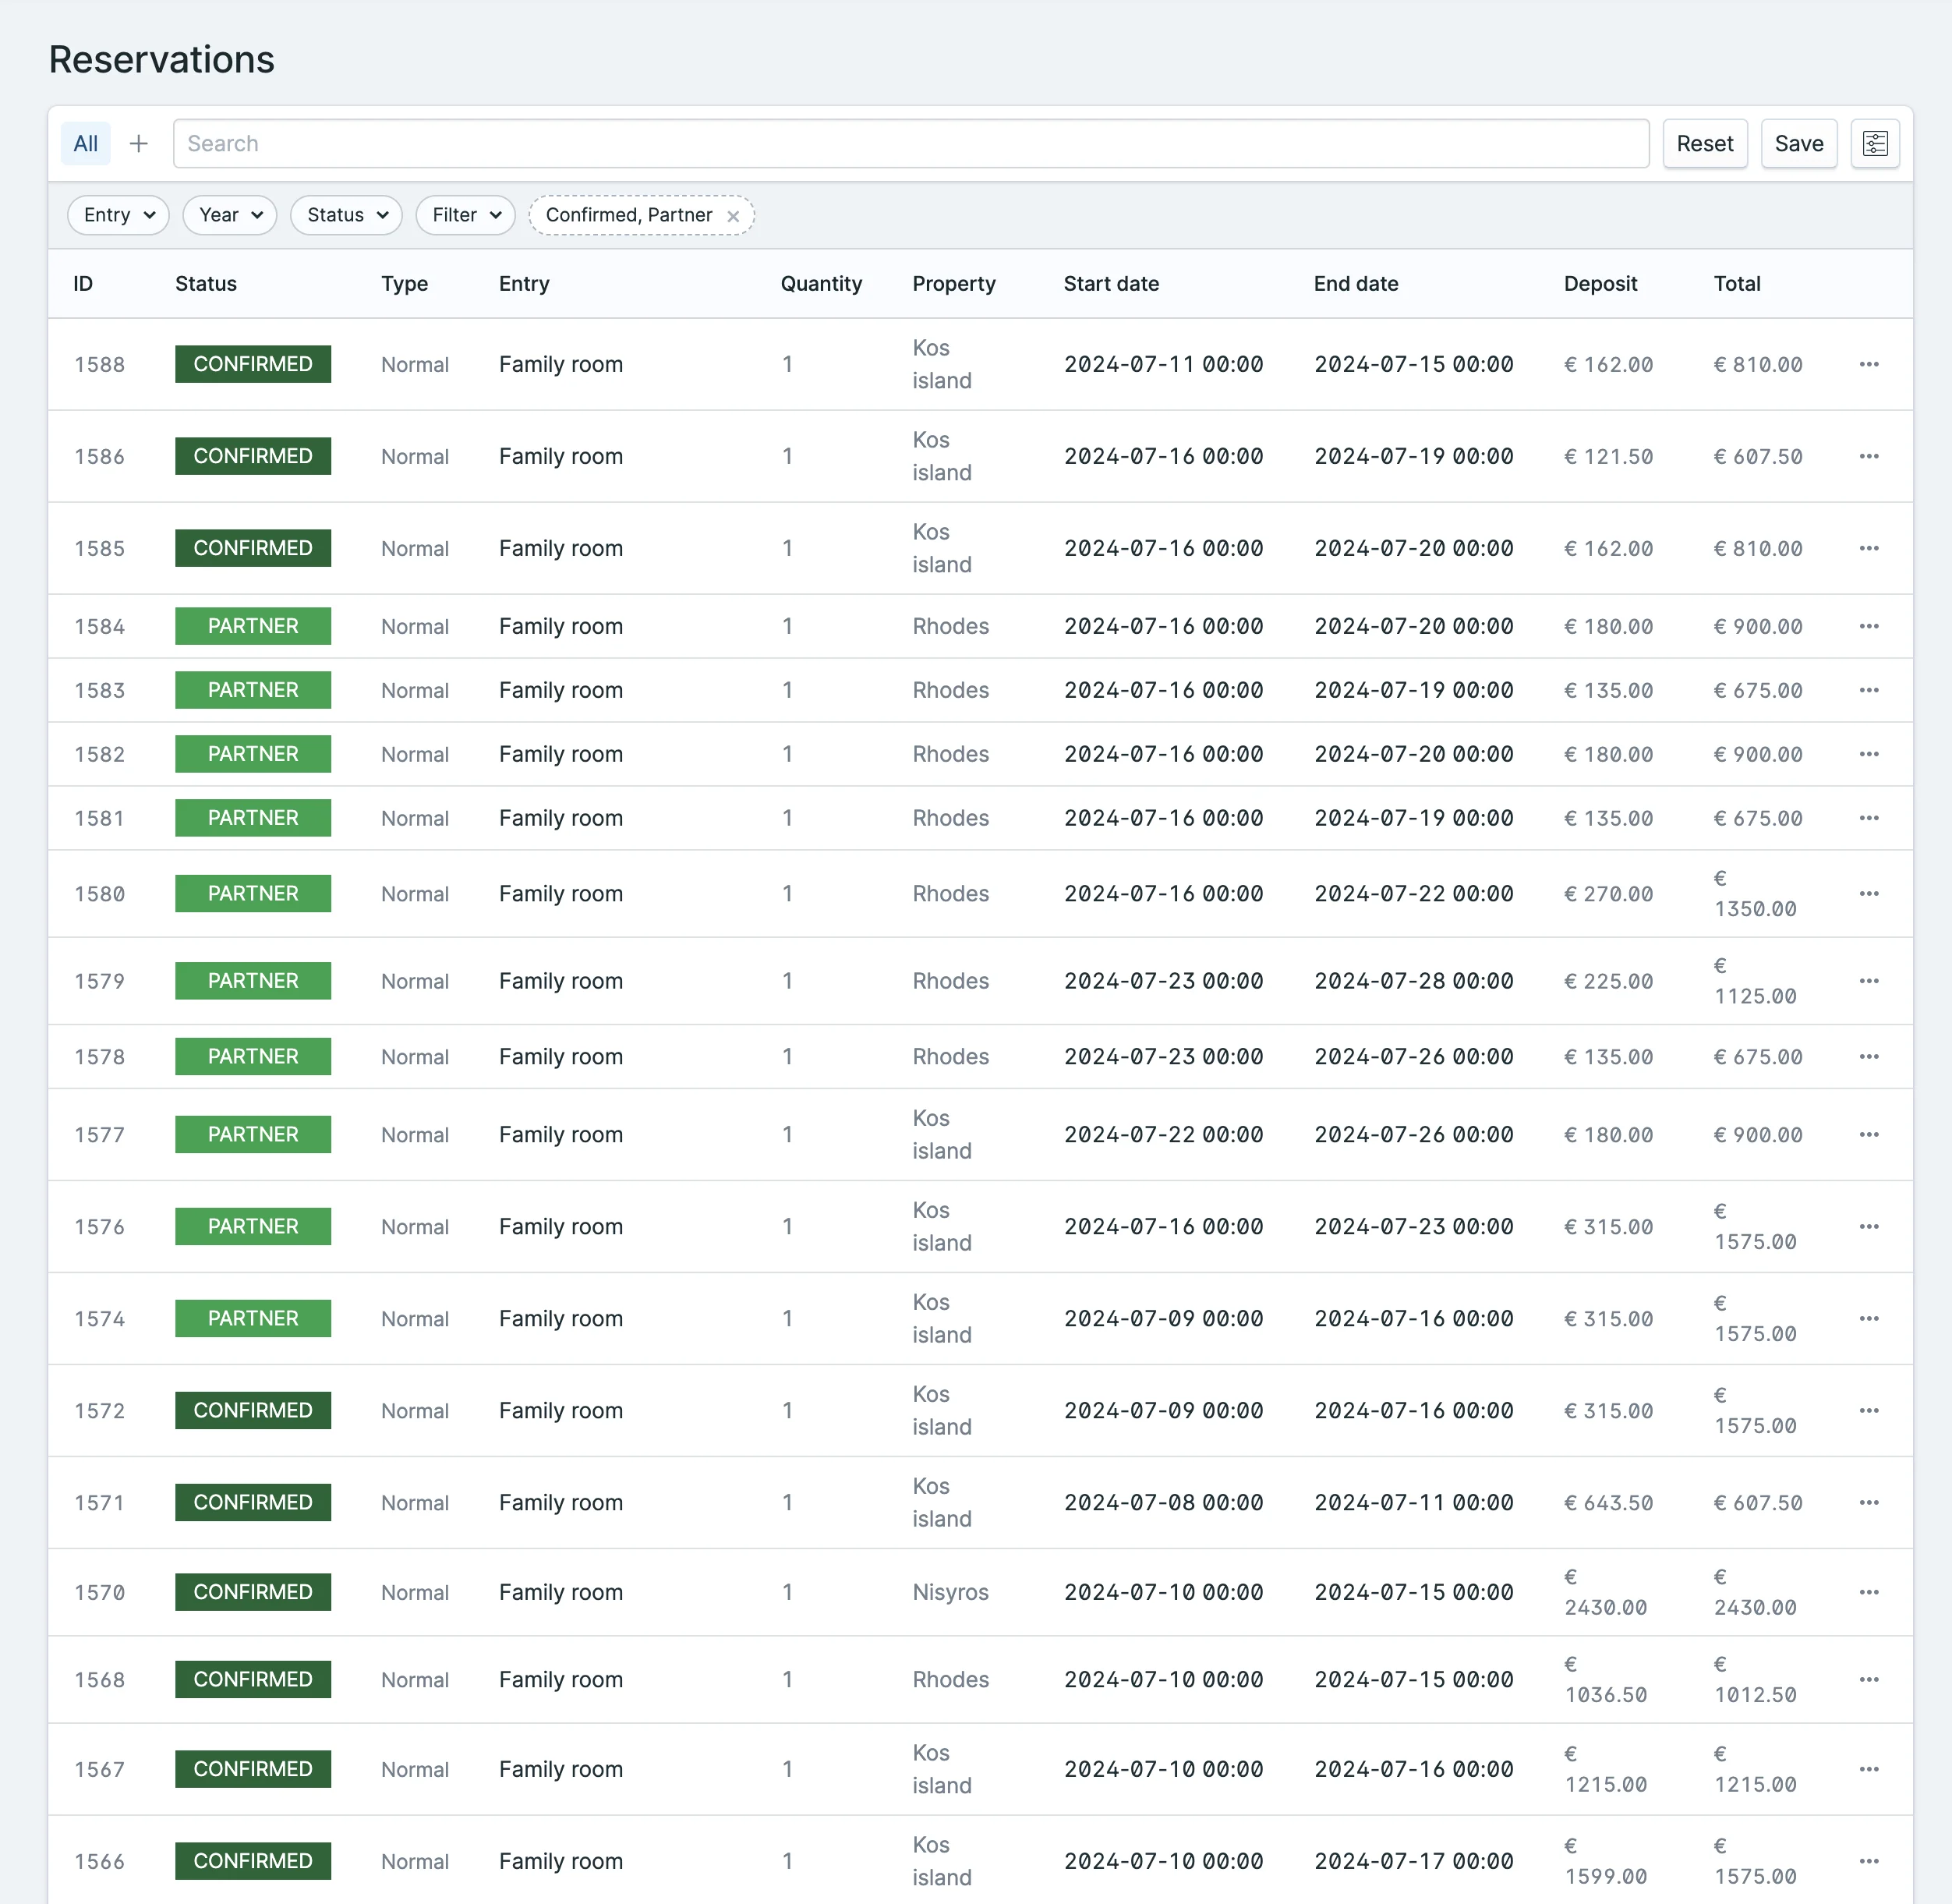 Reservations
All + Search Reset Save
Entry Year Status Filter Confirmed, Partner ×
ID Status Type Entry Quantity Property Start date End date Deposit Total
1588 CONFIRMED Normal Family room 1 Kos island 2024-07-11 00:00 2024-07-15 00:00 € 162.00 € 810.00 •••
1586 CONFIRMED Normal Family room 1 Kos island 2024-07-16 00:00 2024-07-19 00:00 € 121.50 € 607.50 •••
1585 CONFIRMED Normal Family room 1 Kos island 2024-07-16 00:00 2024-07-20 00:00 € 162.00 € 810.00 •••
1584 PARTNER Normal Family room 1 Rhodes 2024-07-16 00:00 2024-07-20 00:00 € 180.00 € 900.00 •••
1583 PARTNER Normal Family room 1 Rhodes 2024-07-16 00:00 2024-07-19 00:00 € 135.00 € 675.00 •••
1582 PARTNER Normal Family room 1 Rhodes 2024-07-16 00:00 2024-07-20 00:00 € 180.00 € 900.00 •••
1581 PARTNER Normal Family room 1 Rhodes 2024-07-16 00:00 2024-07-19 00:00 € 135.00 € 675.00 •••
1580 PARTNER Normal Family room 1 Rhodes 2024-07-16 00:00 2024-07-22 00:00 € 270.00 € 1350.00 •••
1579 PARTNER Normal Family room 1 Rhodes 2024-07-23 00:00 2024-07-28 00:00 € 225.00 € 1125.00 •••
1578 PARTNER Normal Family room 1 Rhodes 2024-07-23 00:00 2024-07-26 00:00 € 135.00 € 675.00 •••
1577 PARTNER Normal Family room 1 Kos island 2024-07-22 00:00 2024-07-26 00:00 € 180.00 € 900.00 •••
1576 PARTNER Normal Family room 1 Kos island 2024-07-16 00:00 2024-07-23 00:00 € 315.00 € 1575.00 •••
1574 PARTNER Normal Family room 1 Kos island 2024-07-09 00:00 2024-07-16 00:00 € 315.00 € 1575.00 •••
1572 CONFIRMED Normal Family room 1 Kos island 2024-07-09 00:00 2024-07-16 00:00 € 315.00 € 1575.00 •••
1571 CONFIRMED Normal Family room 1 Kos island 2024-07-08 00:00 2024-07-11 00:00 € 643.50 € 607.50 •••
1570 CONFIRMED Normal Family room 1 Nisyros 2024-07-10 00:00 2024-07-15 00:00 € 2430.00 € 2430.00 •••
1568 CONFIRMED Normal Family room 1 Rhodes 2024-07-10 00:00 2024-07-15 00:00 € 1036.50 € 1012.50 •••
1567 CONFIRMED Normal Family room 1 Kos island 2024-07-10 00:00 2024-07-16 00:00 € 1215.00 € 1215.00 •••
1566 CONFIRMED Normal Family room 1 Kos island 2024-07-10 00:00 2024-07-17 00:00 € 1599.00 € 1575.00 •••